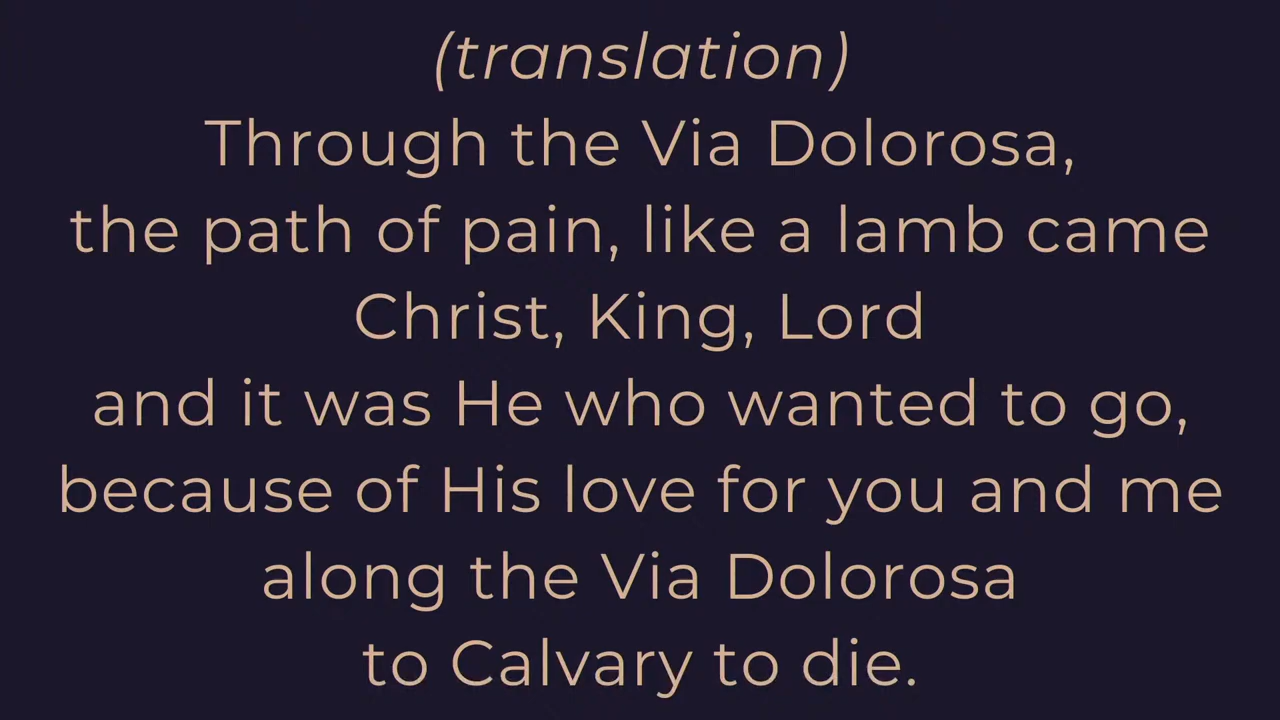 (translation)
Through the Via Dolorosa,
the path of pain, like a lamb came
Christ, King, Lord
and it was He who wanted to go,
because of His love for you and me
along the Via Dolorosa
to Calvary to die.